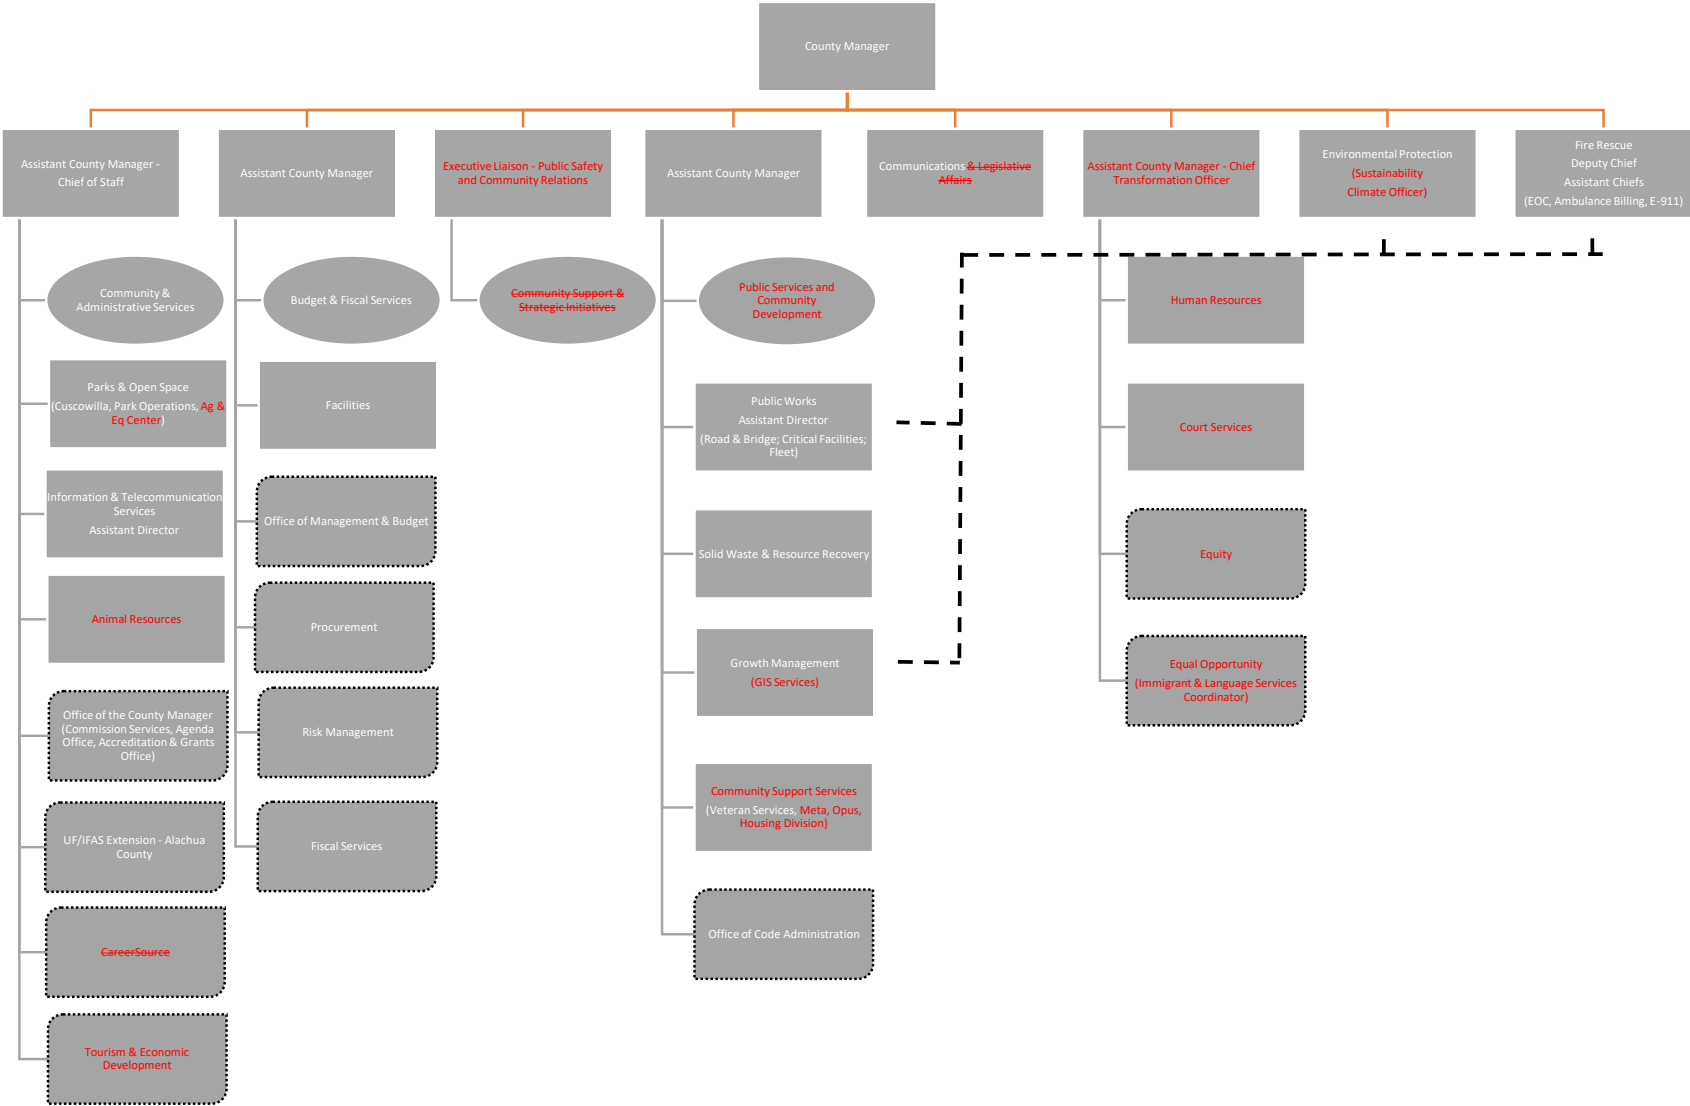 County Manager
Assistant County Manager -
Chief of Staff
Assistant County Manager
Executive Liaison - Public Safety
and Community Relations
Assistant County Manager
Communications & Legislative
Affairs
Assistant County Manager - Chief
Transformation Officer
Environmental Protection
(Sustainability
Climate Officer)
Fire Rescue
Deputy Chief
Assistant Chiefs
(EOC, Ambulance Billing, E-911)
Community &
Administrative Services
Parks & Open Space
(Cuscowilla, Park Operations, Ag &
Eq Center)
Information & Telecommunication
Services
Assistant Director
Animal Resources
Office of the County Manager
(Commission Services, Agenda
Office, Accreditation & Grants
Office)
UF/IFAS Extension - Alachua
County
CareerSource
Tourism & Economic
Development
Budget & Fiscal Services
Facilities
Office of Management & Budget
Procurement
Risk Management
Fiscal Services
Community Support &
Strategic Initiatives
Public Services and
Community
Development
Public Works
Assistant Director
(Road & Bridge; Critical Facilities;
Fleet)
Solid Waste & Resource Recovery
Growth Management
(GIS Services)
Community Support Services
(Veteran Services, Meta, Opus,
Housing Division)
Office of Code Administration
Human Resources
Court Services
Equity
Equal Opportunity
(Immigrant & Language Services
Coordinator)